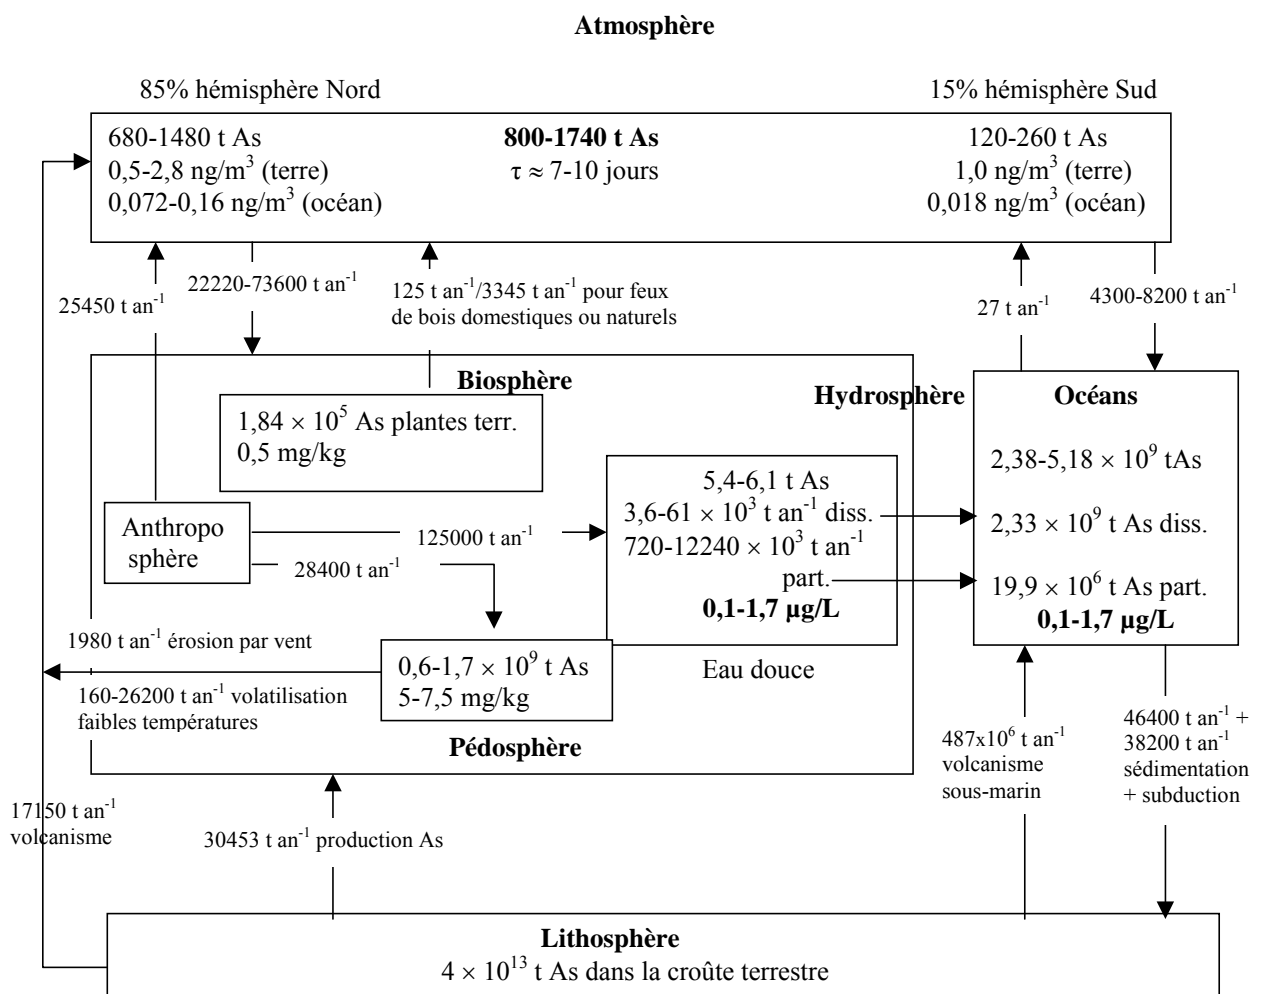 Atmosphère
85% hémisphère Nord
15% hémisphère Sud
680-1480 t As
0,5-2,8 ng/m³ (terre)
0,072-0,16 ng/m³ (océan)
800-1740 t As
τ ≈ 7-10 jours
120-260 t As
1,0 ng/m³ (terre)
0,018 ng/m³ (océan)
25450 t an⁻¹
22220-73600 t an⁻¹
125 t an⁻¹/3345 t an⁻¹ pour feux
de bois domestiques ou naturels
27 t an⁻¹
4300-8200 t an⁻¹
Biosphère
1,84 × 10⁵ As plantes terr.
0,5 mg/kg
Hydrosphère
Océans
2,38-5,18 × 10⁹ tAs
2,33 × 10⁹ t As diss.
19,9 × 10⁶ t As part.
0,1-1,7 µg/L
5,4-6,1 t As
3,6-61 × 10³ t an⁻¹ diss.
720-12240 × 10³ t an⁻¹
part.
0,1-1,7 µg/L
Eau douce
Anthropo
sphère
125000 t an⁻¹
28400 t an⁻¹
1980 t an⁻¹ érosion par vent
160-26200 t an⁻¹ volatilisation
faibles températures
0,6-1,7 × 10⁹ t As
5-7,5 mg/kg
Pédosphère
17150 t an⁻¹
volcanisme
30453 t an⁻¹ production As
487x10⁶ t an⁻¹
volcanisme
sous-marin
46400 t an⁻¹ +
38200 t an⁻¹
sédimentation
+ subduction
Lithosphère
4 × 10¹³ t As dans la croûte terrestre